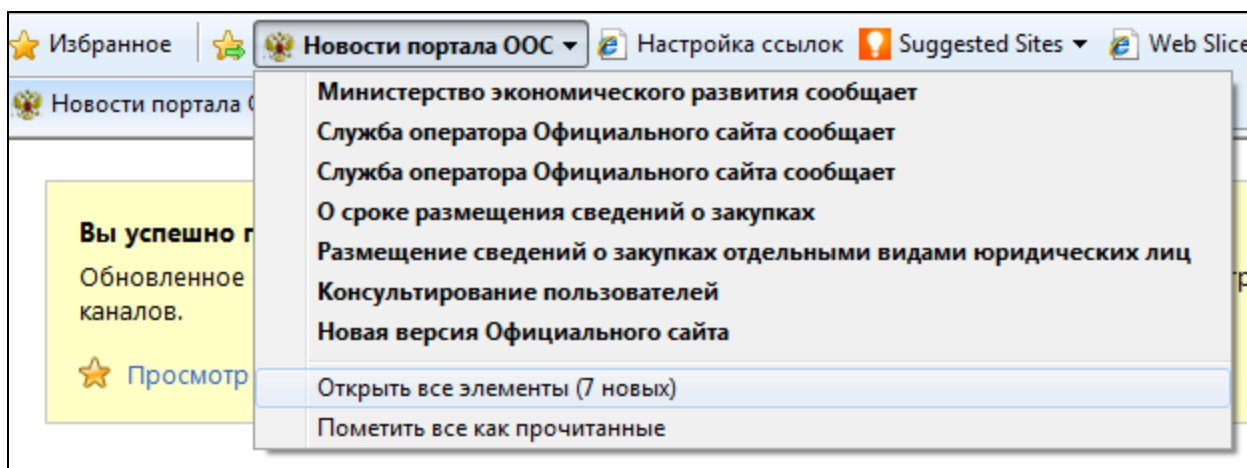 Избранное Новости портала ООС Настройка ссылок Suggested Sites Web Slice
Новости портала
Министерство экономического развития сообщает
Служба оператора Официального сайта сообщает
Служба оператора Официального сайта сообщает
О сроке размещения сведений о закупках
Размещение сведений о закупках отдельными видами юридических лиц
Консультирование пользователей
Новая версия Официального сайта
Открыть все элементы (7 новых)
Пометить все как прочитанные
Вы успешно
Обновленное
каналов.
Просмотр